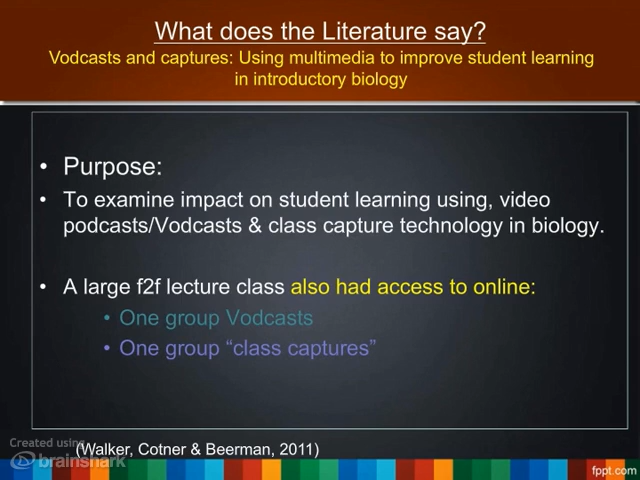 What does the Literature say?
Vodcasts and captures: Using multimedia to improve student learning
in introductory biology
• Purpose:
• To examine impact on student learning using, video
podcasts/Vodcasts & class capture technology in biology.
• A large f2f lecture class also had access to online:
• One group Vodcasts
• One group “class captures”
Created using
(Walker, Cotner & Beerman, 2011)
brainshark
fppt.com